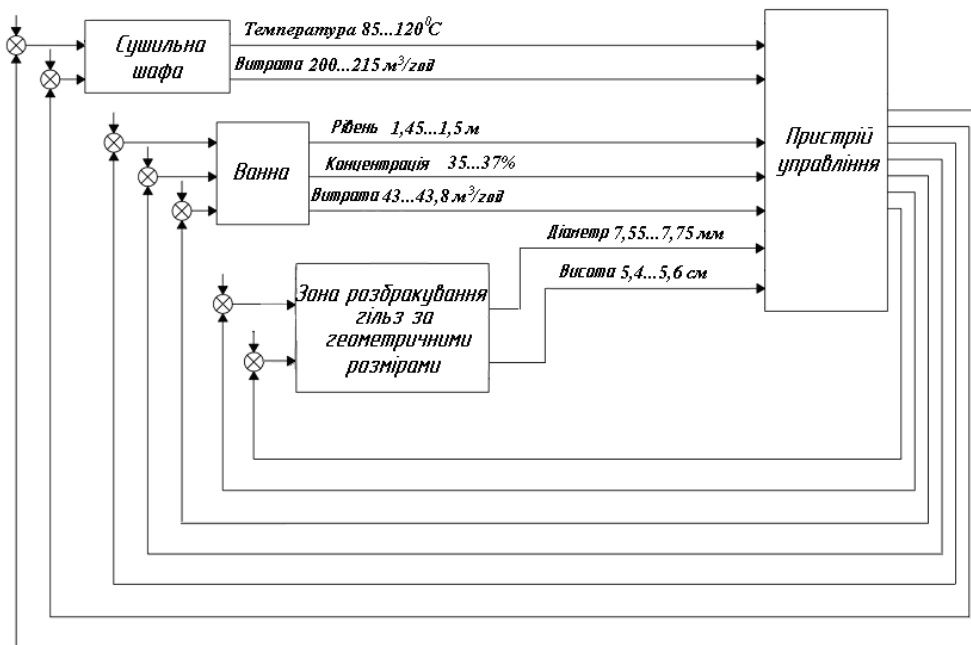 Сушильна
шафа
Температура 85...120⁰С
Витрата 200...215 м³/год
Ванна
Рівень 1,45...1,5 м
Концентрація 35...37%
Витрата 43...43,8 м³/год
Пристрій
управління
Зона розбракування
гільз за
геометричними
розмірами
Діаметр 7,55...7,75 мм
Висота 5,4...5,6 см